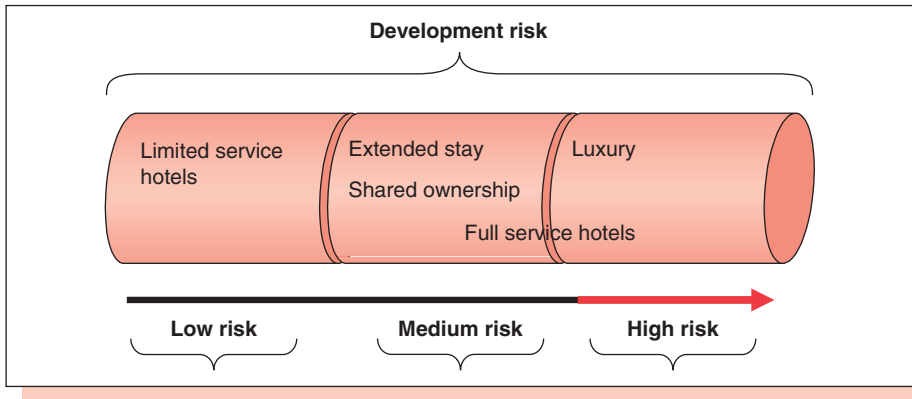 Development risk
Limited service
hotels
Extended stay
Shared ownership
Luxury
Full service hotels
Low risk
Medium risk
High risk